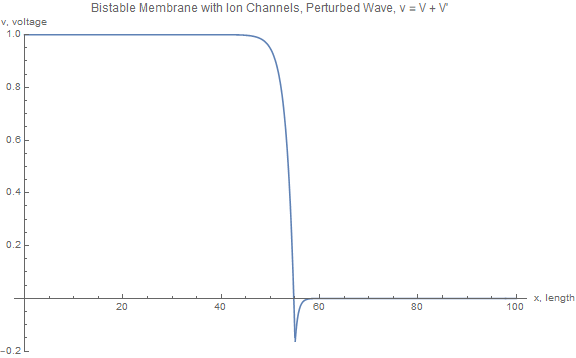 Bistable Membrane with Ion Channels, Perturbed Wave, v = V + V'
v, voltage
1.0
0.8
0.6
0.4
0.2
20 40 60 80 100 x, length
-0.2